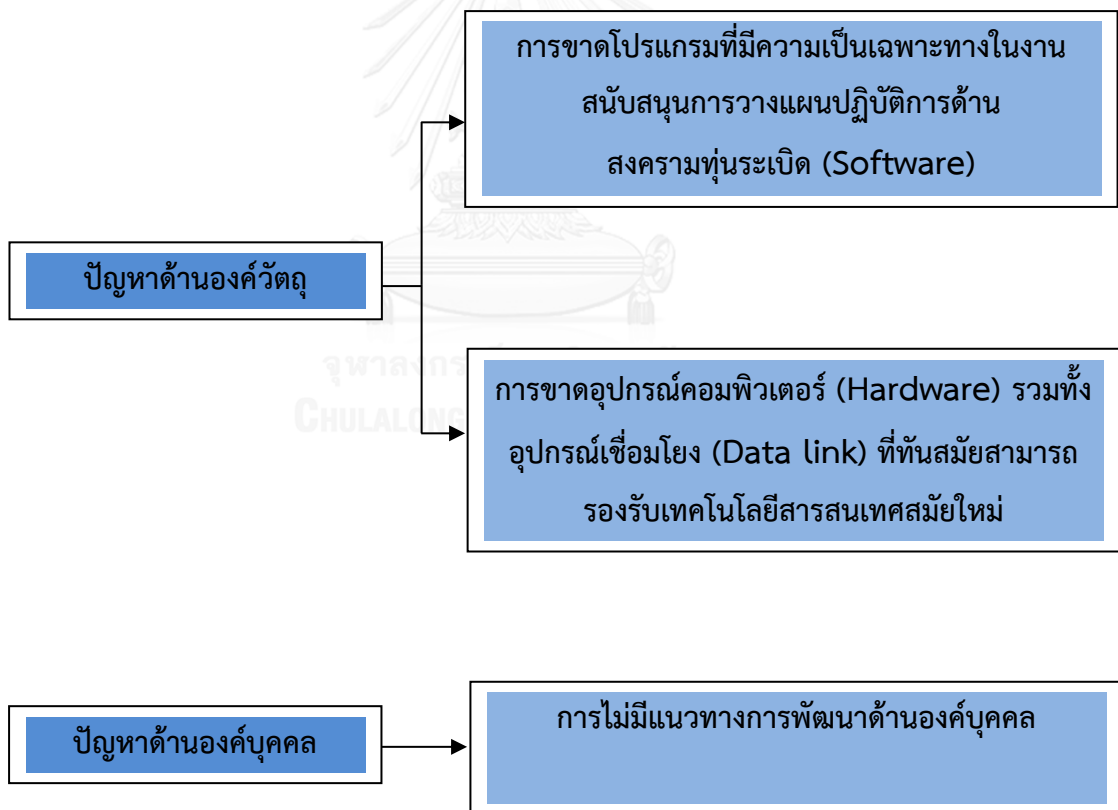 การขาดโปรแกรมที่มีความเป็นเฉพาะทางในงาน
สนับสนุนการวางแผนปฏิบัติการด้าน
สงครามทุ่นระเบิด (Software)
ปัญหาด้านองค์วัตถุ
การขาดอุปกรณ์คอมพิวเตอร์ (Hardware) รวมทั้ง
อุปกรณ์เชื่อมโยง (Data link) ที่ทันสมัยสามารถ
รองรับเทคโนโลยีสารสนเทศสมัยใหม่
ปัญหาด้านองค์บุคคล
การไม่มีแนวทางการพัฒนาด้านองค์บุคคล